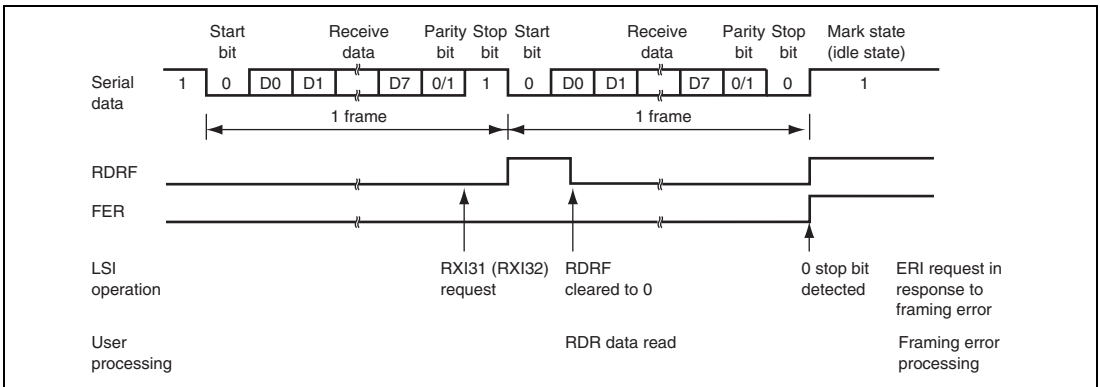 Start bit
Receive data
Parity bit
Stop bit
Start bit
Receive data
Parity bit
Stop bit
Mark state (idle state)
Serial data
1 0 D0 D1 D7 0/1 1 0 D0 D1 D7 0/1 0 1
1 frame 1 frame
RDRF
FER
LSI operation
RXI31 (RXI32) request
RDRF cleared to 0
0 stop bit detected
ERI request in response to framing error
User processing
RDR data read
Framing error processing